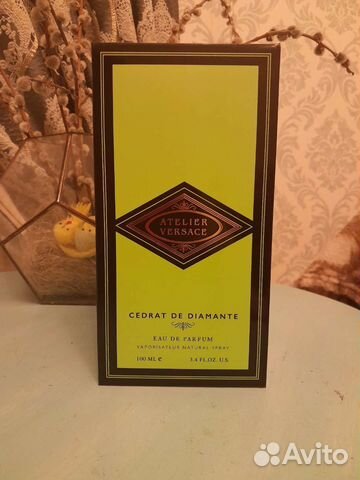 ATELIER
VERSACE
CEDRAT DE DIAMANTE
EAU DE PARFUM
VAPORISATEUR NATURAL SPRAY
100 ML e 3.4 FL.OZ. U.S.
Avito